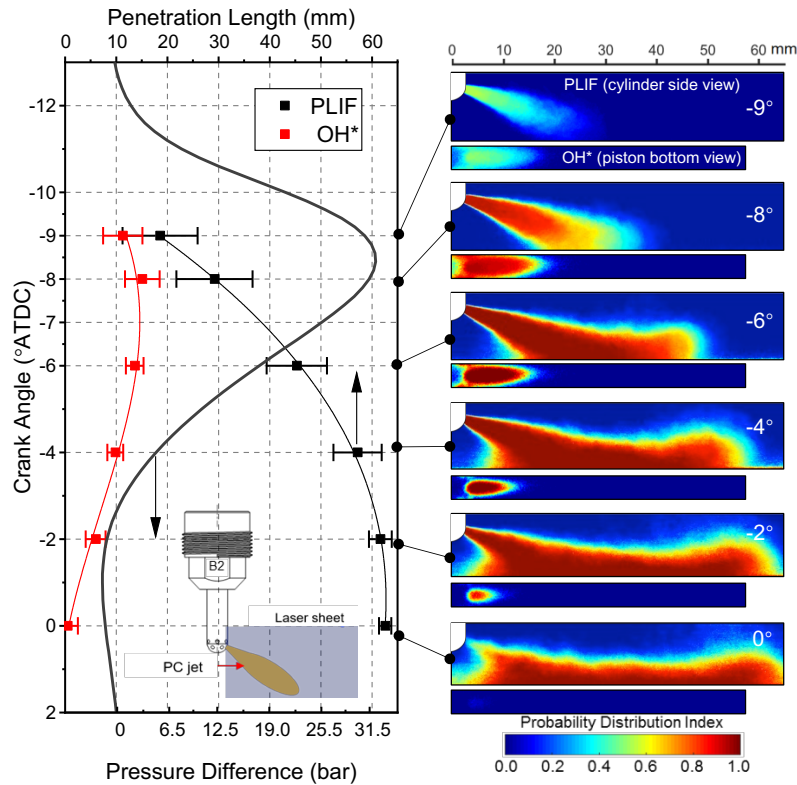 Penetration Length (mm)
0 10 20 30 40 50 60
Crank Angle (°ATDC)
-12
-10
-9
-8
-7
-6
-4
-2
0
2
PLIF
OH*
B2
Laser sheet
PC jet
0 6.5 12.5 19.0 25.5 31.5
Pressure Difference (bar)
0 10 20 30 40 50 60 mm
PLIF (cylinder side view)
-9°
OH* (piston bottom view)
-8°
-6°
-4°
-2°
0°
Probability Distribution Index
0.0 0.2 0.4 0.6 0.8 1.0